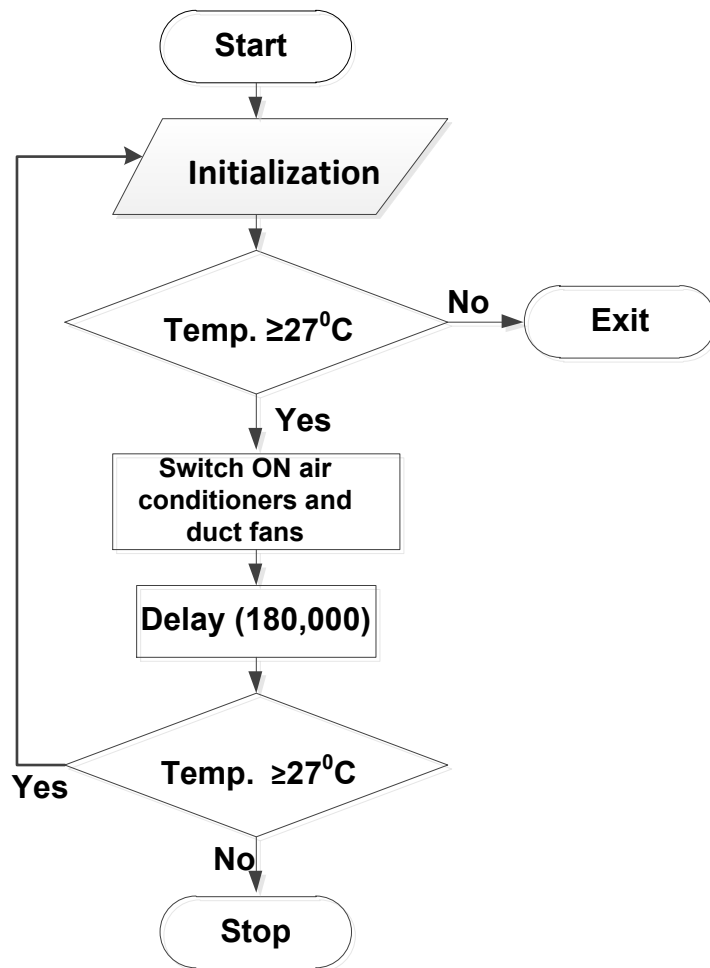 Start
Initialization
Temp. ≥27⁰C
No
Exit
Yes
Switch ON air
conditioners and
duct fans
Delay (180,000)
Temp. ≥27⁰C
Yes
No
Stop